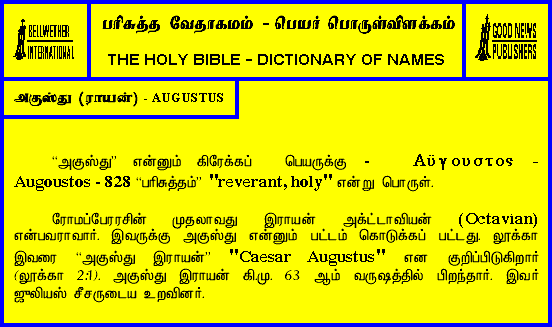 BELLWETHER
INTERNATIONAL
பரிசுத்த வேதாகமம் - பெயர் பொருள்விளக்கம்
THE HOLY BIBLE - DICTIONARY OF NAMES
GOOD NEWS
PUBLISHERS
அகுஸ்து (ராயன்) - AUGUSTUS
“அகுஸ்து” என்னும் கிரேக்கப் பெயருக்கு - Αὔγουστος -
Augoustos - 828 “பரிசுத்தம்” "reverant, holy" என்று பொருள்.
ரோமப்பேரரசின் முதலாவது இராயன் அக்ட்டாவியன் (Octavian)
என்பவராவார். இவருக்கு அகுஸ்து என்னும் பட்டம் கொடுக்கப் பட்டது. லூக்கா
இவரை “அகுஸ்து இராயன்” "Caesar Augustus" என குறிப்பிடுகிறார்
(லூக்கா 2:1). அகுஸ்து இராயன் கி.மு. 63 ஆம் வருஷத்தில் பிறந்தார். இவர்
ஜுலியஸ் சீசருடைய உறவினர்.